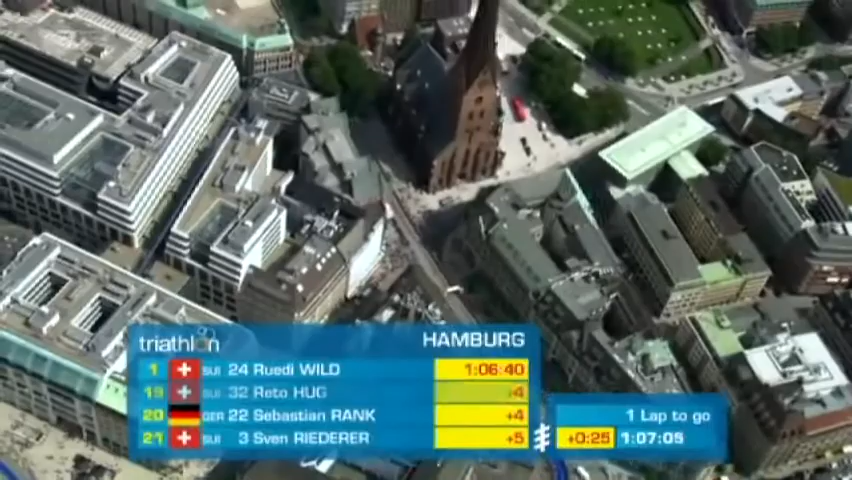 triathlon HAMBURG
1 SUI 24 Ruedi WILD 1:06:40
19 SUI 32 Reto HUG +4
20 GER 22 Sebastian RANK +4
21 SUI 3 Sven RIEDERER +5
1 Lap to go
+0:25 1:07:05